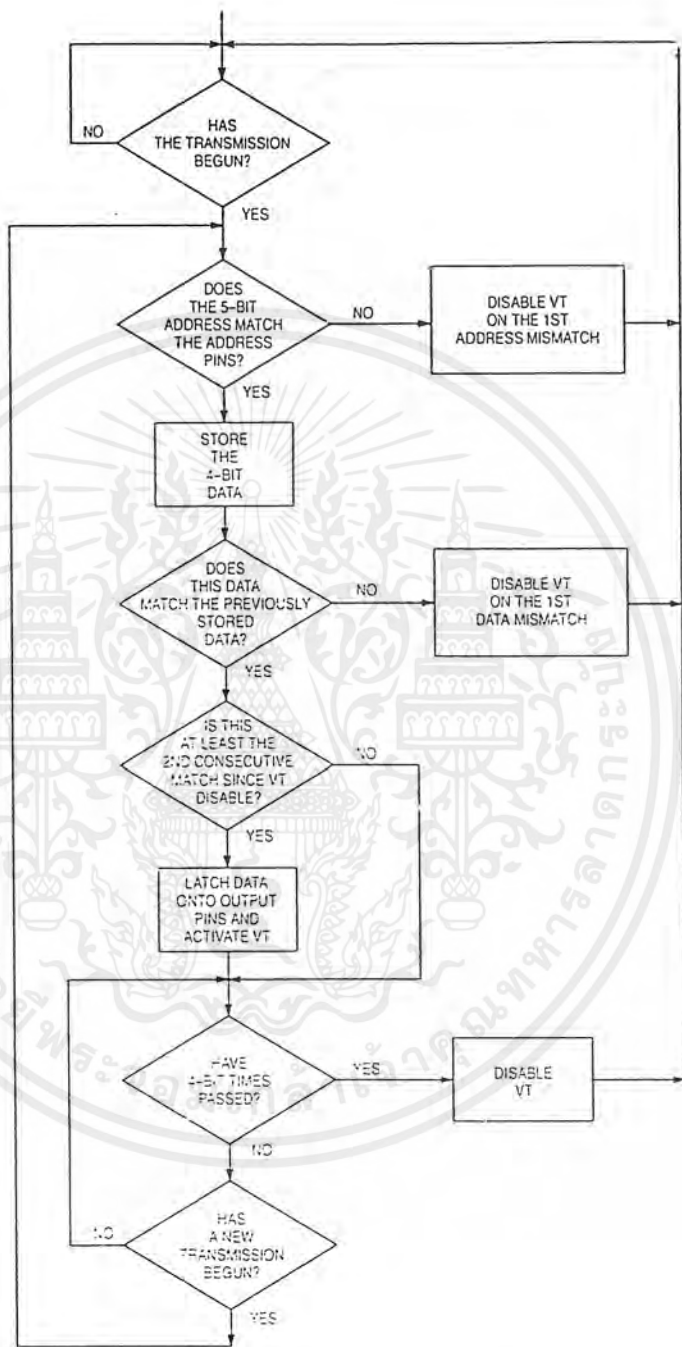 HAS
THE TRANSMISSION
BEGUN?
NO
YES
DOES
THE 5-BIT
ADDRESS MATCH
THE ADDRESS
PINS?
NO
DISABLE VT
ON THE 1ST
ADDRESS MISMATCH
YES
STORE
THE
4-BIT
DATA
DOES
THIS DATA
MATCH THE PREVIOUSLY
STORED
DATA?
NO
DISABLE VT
ON THE 1ST
DATA MISMATCH
YES
IS THIS
AT LEAST THE
2ND CONSECUTIVE
MATCH SINCE VT
DISABLE?
NO
YES
LATCH DATA
ONTO OUTPUT
PINS AND
ACTIVATE VT
HAVE
4-BIT TIMES
PASSED?
YES
DISABLE
VT
NO
HAS
A NEW
TRANSMISSION
BEGUN?
NO
YES